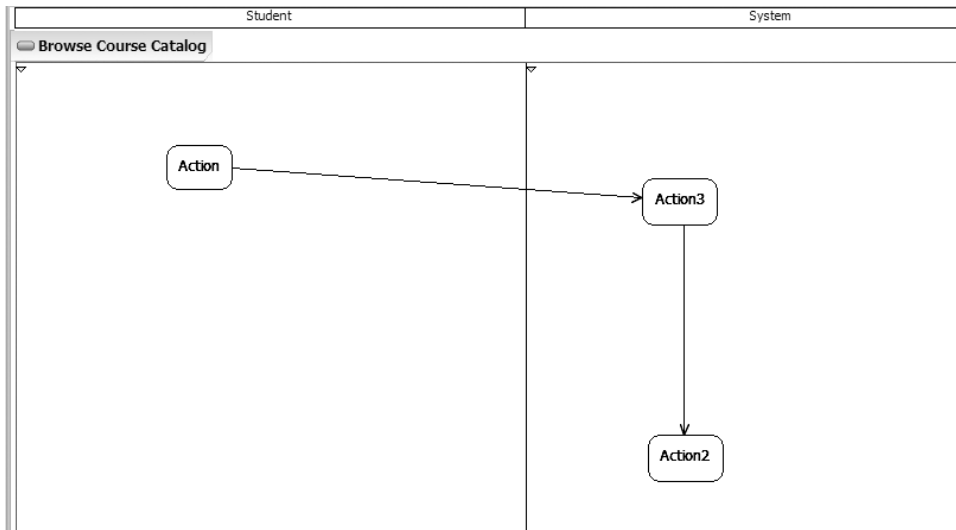 Student
System
Browse Course Catalog
Action
Action3
Action2